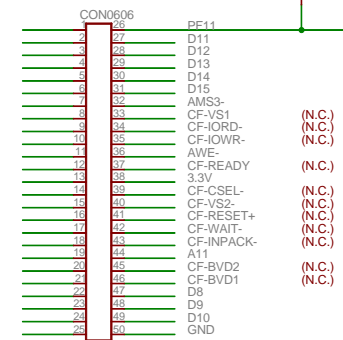 CON0606
1 26 PF11
2 27 D11
3 28 D12
4 29 D13
5 30 D14
6 31 D15
7 32 AMS3-
8 33 CF-VS1 (N.C.)
9 34 CF-IORD- (N.C.)
10 35 CF-IOWR- (N.C.)
11 36 AWE-
12 37 CF-READY (N.C.)
13 38 3.3V
14 39 CF-CSEL- (N.C.)
15 40 CF-VS2- (N.C.)
16 41 CF-RESET+ (N.C.)
17 42 CF-WAIT- (N.C.)
18 43 CF-INPACK- (N.C.)
19 44 A11
20 45 CF-BVD2 (N.C.)
21 46 CF-BVD1 (N.C.)
22 47 D8
23 48 D9
24 49 D10
25 50 GND